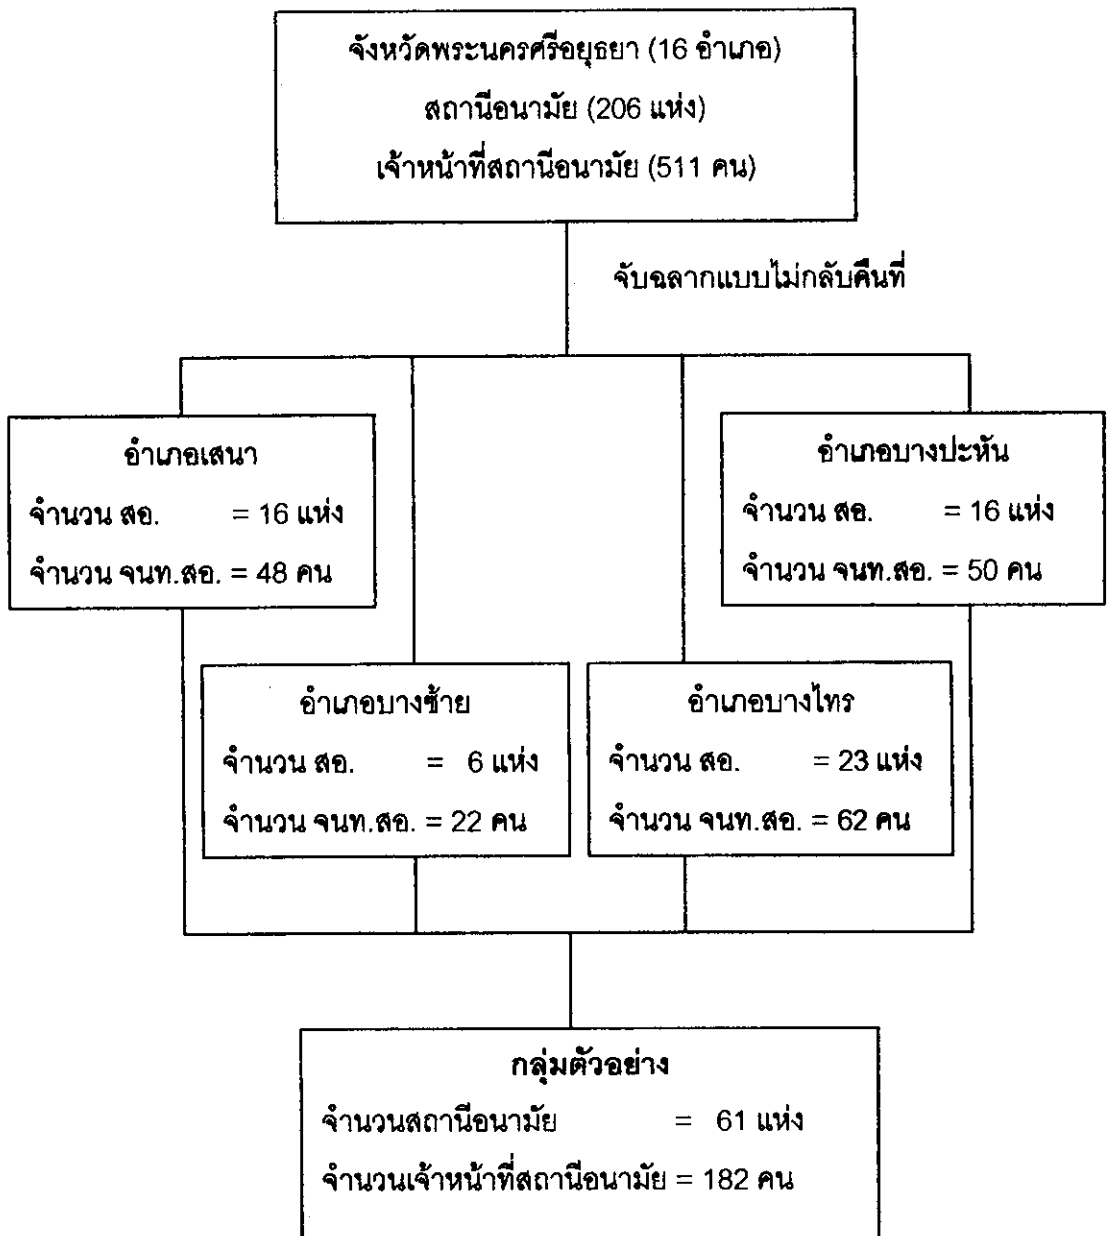 จังหวัดพระนครศรีอยุธยา (16 อำเภอ)
สถานีอนามัย (206 แห่ง)
เจ้าหน้าที่สถานีอนามัย (511 คน)
จับฉลากแบบไม่กลับคืนที่
อำเภอเสนา
จำนวน สอ. = 16 แห่ง
จำนวน จนท.สอ. = 48 คน
อำเภอบางปะหัน
จำนวน สอ. = 16 แห่ง
จำนวน จนท.สอ. = 50 คน
อำเภอบางซ้าย
จำนวน สอ. = 6 แห่ง
จำนวน จนท.สอ. = 22 คน
อำเภอบางไทร
จำนวน สอ. = 23 แห่ง
จำนวน จนท.สอ. = 62 คน
กลุ่มตัวอย่าง
จำนวนสถานีอนามัย = 61 แห่ง
จำนวนเจ้าหน้าที่สถานีอนามัย = 182 คน